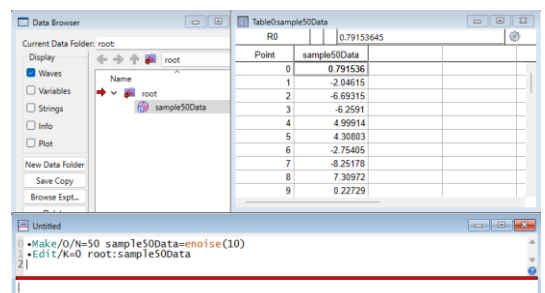 Data Browser
Current Data Folder: root:
Display
Waves
Variables
Strings
Info
Plot
New Data Folder
Save Copy
Browse Expt...
root
Name
root
sample50Data
Table0:sample50Data
R0 0.79153645
Point sample50Data
0 0.791536
1 -2.04615
2 -6.69315
3 -6.2591
4 4.99914
5 4.30803
6 -2.75405
7 -8.25178
8 7.30972
9 0.22729
Untitled
0 •Make/O/N=50 sample50Data=enoise(10)
1 •Edit/K=0 root:sample50Data
2